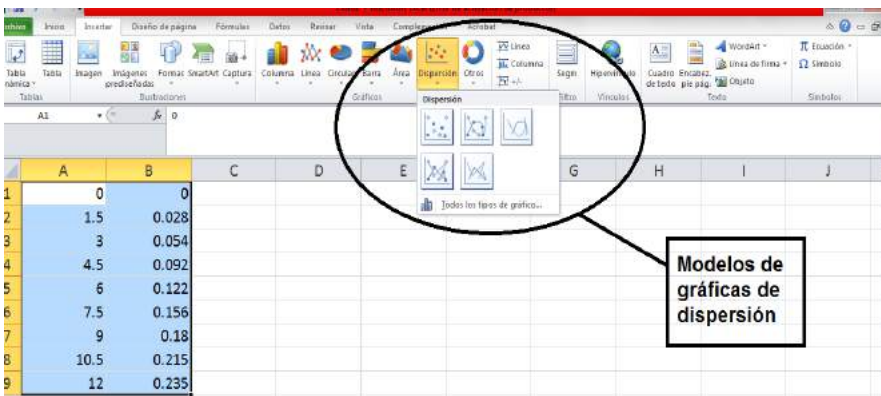 Inicio Insertar Diseño de página Fórmulas Datos Revisar Vista Acrobat
Tabla Tabla Imagen Imágenes Formas SmartArt Captura Columna Línea Circular Barra Área Dispersión Otros Línea Columna +/- Segm Hipervínculo Cuadro Encabez. WordArt Línea de firma Objeto Ecuación Símbolo
dinámica prediseñadas de texto pie pág.
Tablas Ilustraciones Gráficos Filtro Vínculos Texto Símbolos
A1 fx 0
Dispersión
Todos los tipos de gráfico...
A B C D E G H I J
1 0 0
2 1.5 0.028
3 3 0.054
4 4.5 0.092
5 6 0.122
6 7.5 0.156
7 9 0.18
8 10.5 0.215
9 12 0.235
Modelos de
gráficas de
dispersión